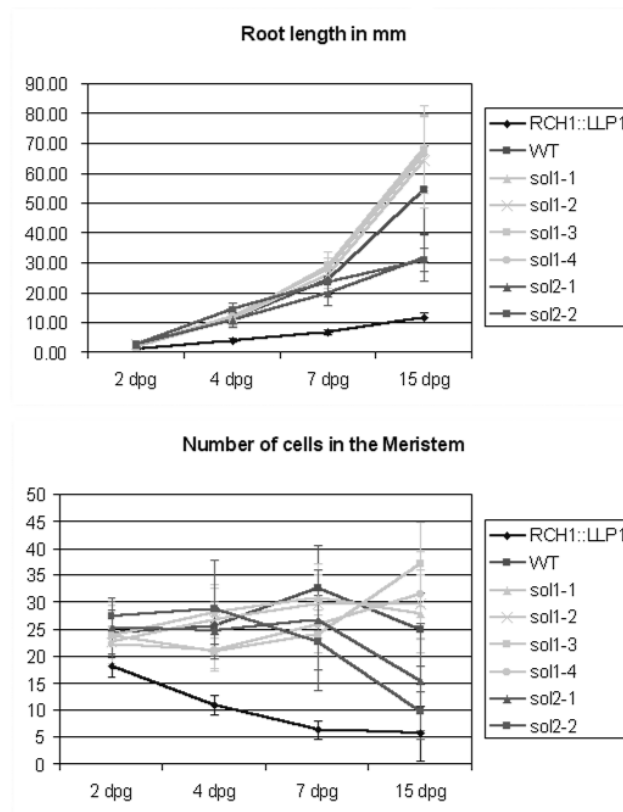 Root length in mm
90.00
80.00
70.00
60.00
50.00
40.00
30.00
20.00
10.00
0.00
2 dpg 4 dpg 7 dpg 15 dpg
RCH1::LLP1
WT
sol1-1
sol1-2
sol1-3
sol1-4
sol2-1
sol2-2
Number of cells in the Meristem
50
45
40
35
30
25
20
15
10
5
0
2 dpg 4 dpg 7 dpg 15 dpg
RCH1::LLP1
WT
sol1-1
sol1-2
sol1-3
sol1-4
sol2-1
sol2-2